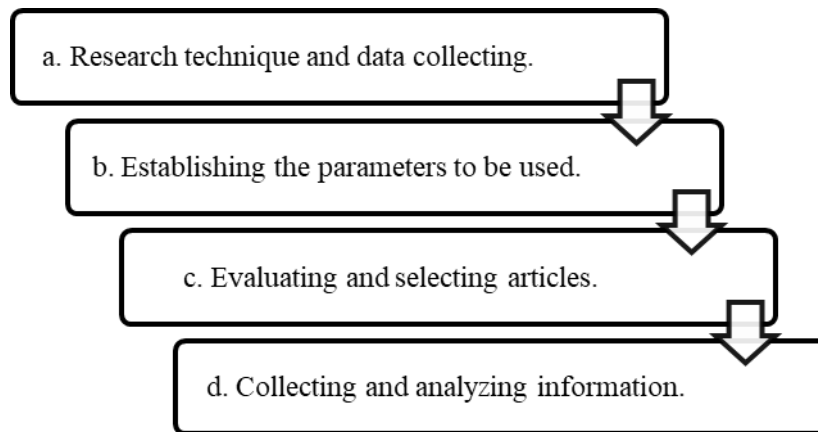 a. Research technique and data collecting.
b. Establishing the parameters to be used.
c. Evaluating and selecting articles.
d. Collecting and analyzing information.